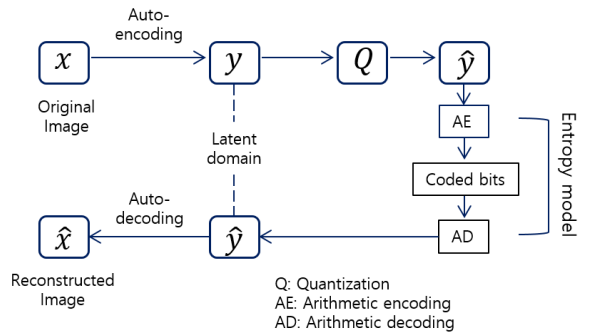 Auto-
encoding
x
y
Q
ŷ
Original
Image
AE
Latent
domain
Coded bits
Entropy model
Auto-
decoding
x̂
ŷ
AD
Reconstructed
Image
Q: Quantization
AE: Arithmetic encoding
AD: Arithmetic decoding